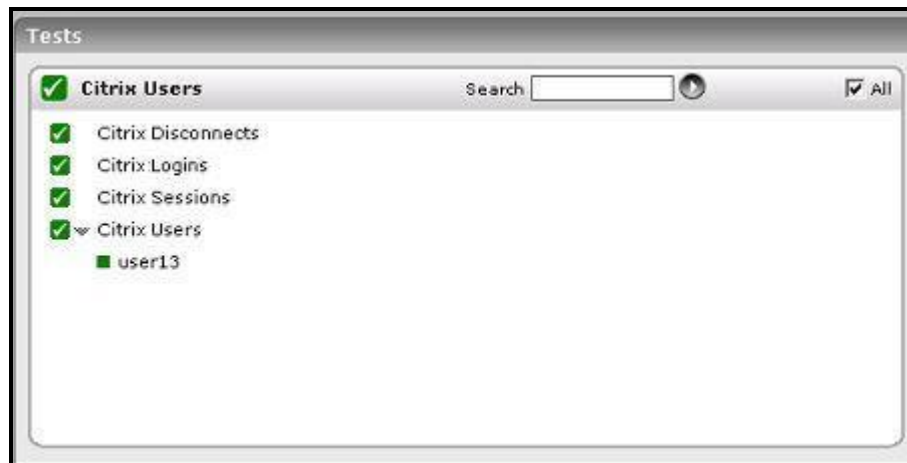 Tests
Citrix Users Search All
Citrix Disconnects
Citrix Logins
Citrix Sessions
Citrix Users
user13